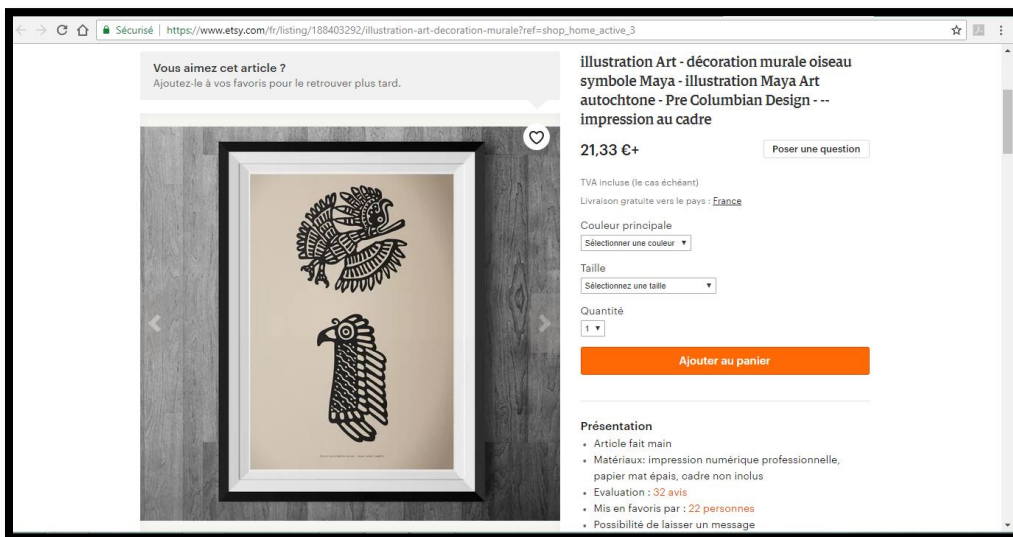 Sécurisé | https://www.etsy.com/fr/listing/188403292/illustration-art-decoration-murale?ref=shop_home_active_3
Vous aimez cet article ?
Ajoutez-le à vos favoris pour le retrouver plus tard.
illustration Art - décoration murale oiseau
symbole Maya - illustration Maya Art
autochtone - Pre Columbian Design - --
impression au cadre
21,33 €+
Poser une question
TVA incluse (le cas échéant)
Livraison gratuite vers le pays : France
Couleur principale
Sélectionner une couleur
Taille
Sélectionnez une taille
Quantité
1
Ajouter au panier
Présentation
Article fait main
Matériaux: impression numérique professionnelle,
papier mat épais, cadre non inclus
Evaluation : 32 avis
Mis en favoris par : 22 personnes
Possibilité de laisser un message